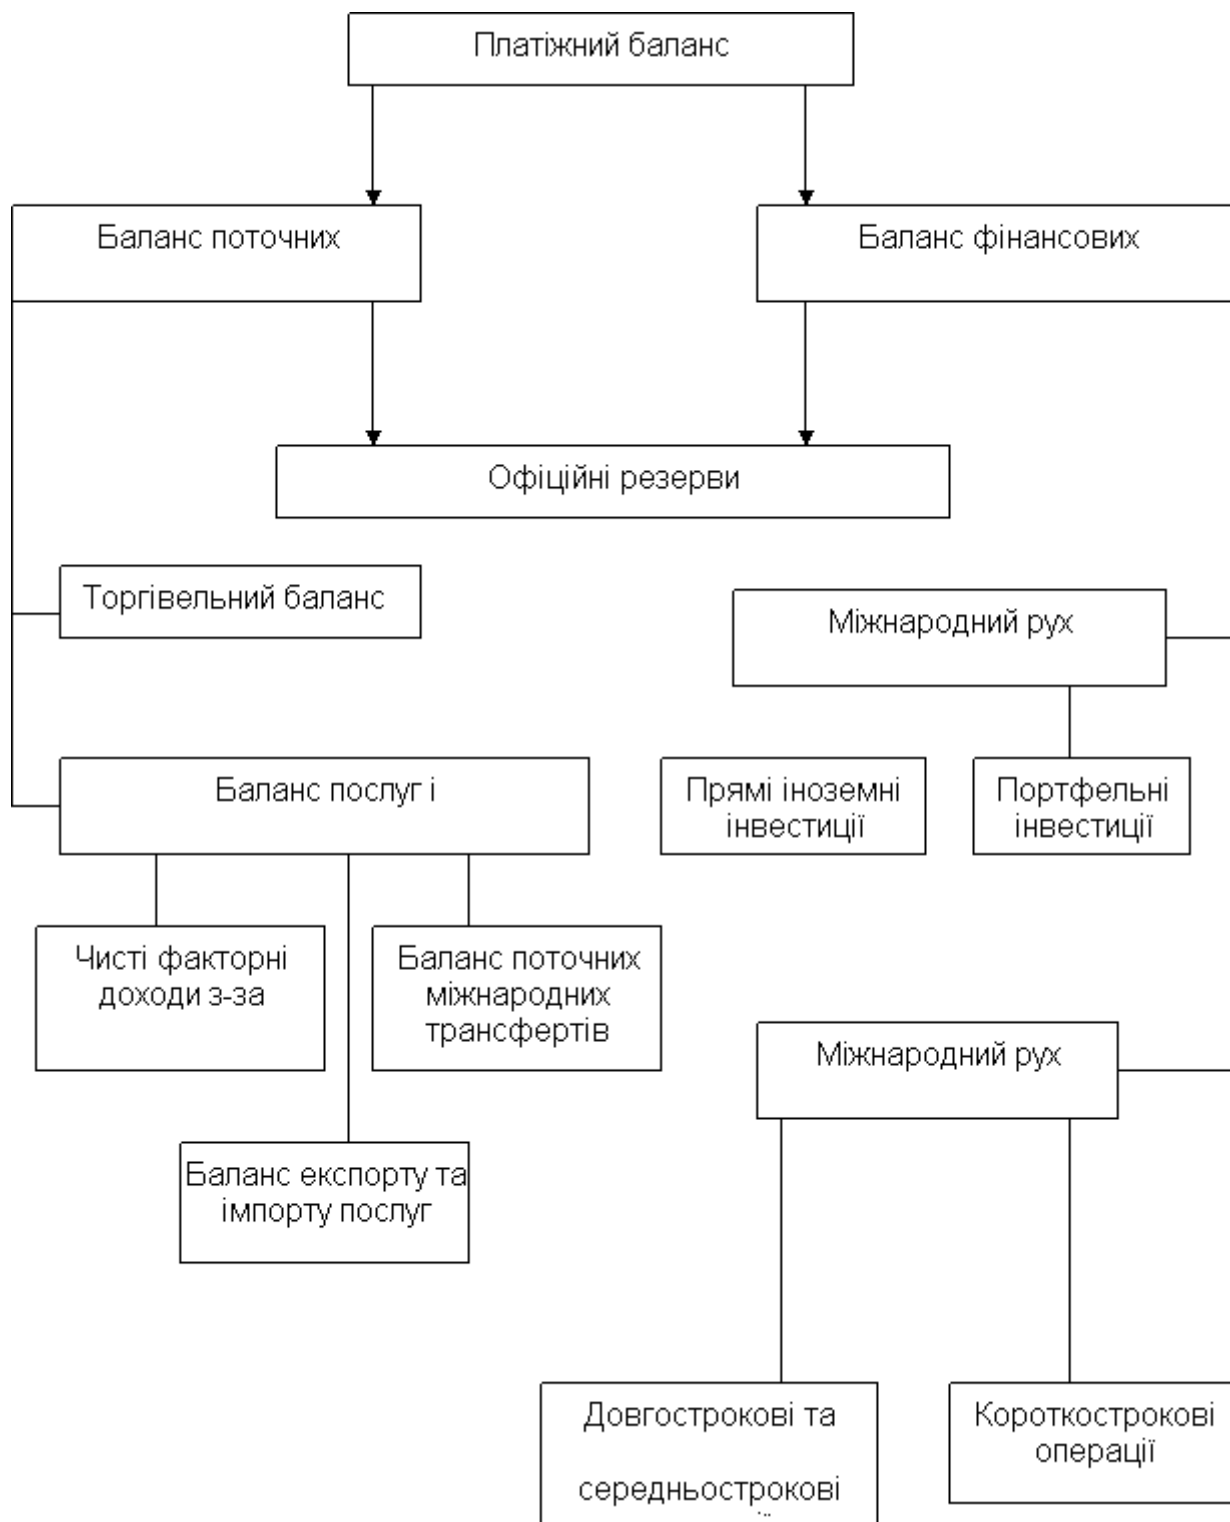 Платіжний баланс
Баланс поточних
Баланс фінансових
Офіційні резерви
Торгівельний баланс
Міжнародний рух
Баланс послуг і
Прямі іноземні
інвестиції
Портфельні
інвестиції
Чисті факторні
доходи з-за
Баланс поточних
міжнародних
трансфертів
Міжнародний рух
Баланс експорту та
імпорту послуг
Довгострокові та
середньострокові
Короткострокові
операції